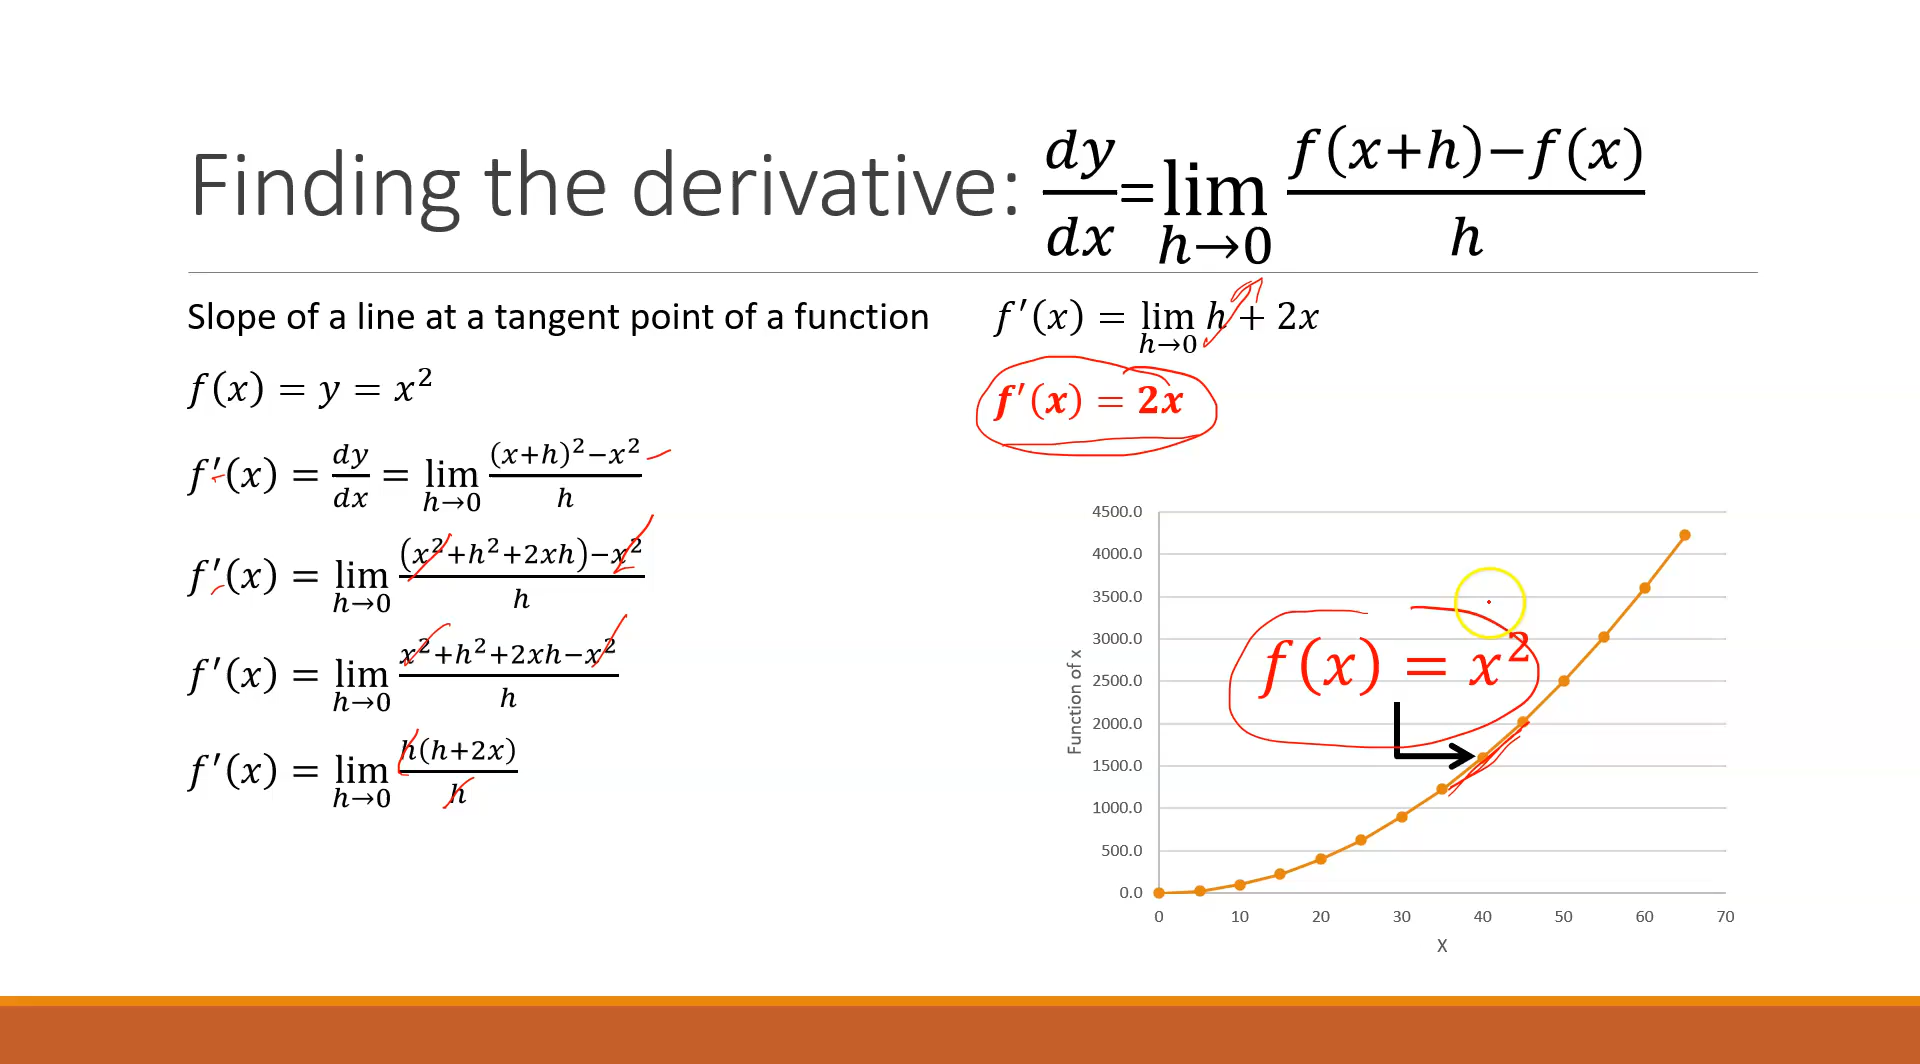 Finding the derivative: dy/dx=lim h→0 f(x+h)−f(x)/h
Slope of a line at a tangent point of a function
f(x) = y = x²
f′(x) = dy/dx = lim h→0 (x+h)²−x²/h
f′(x) = lim h→0 (x²+h²+2xh)−x²/h
f′(x) = lim h→0 x²+h²+2xh−x²/h
f′(x) = lim h→0 h(h+2x)/h
f′(x) = lim h→0 h + 2x
f′(x) = 2x
4500.0
4000.0
3500.0
3000.0
2500.0
2000.0
1500.0
1000.0
500.0
0.0
Function of x
f(x) = x²
0 10 20 30 40 50 60 70
X